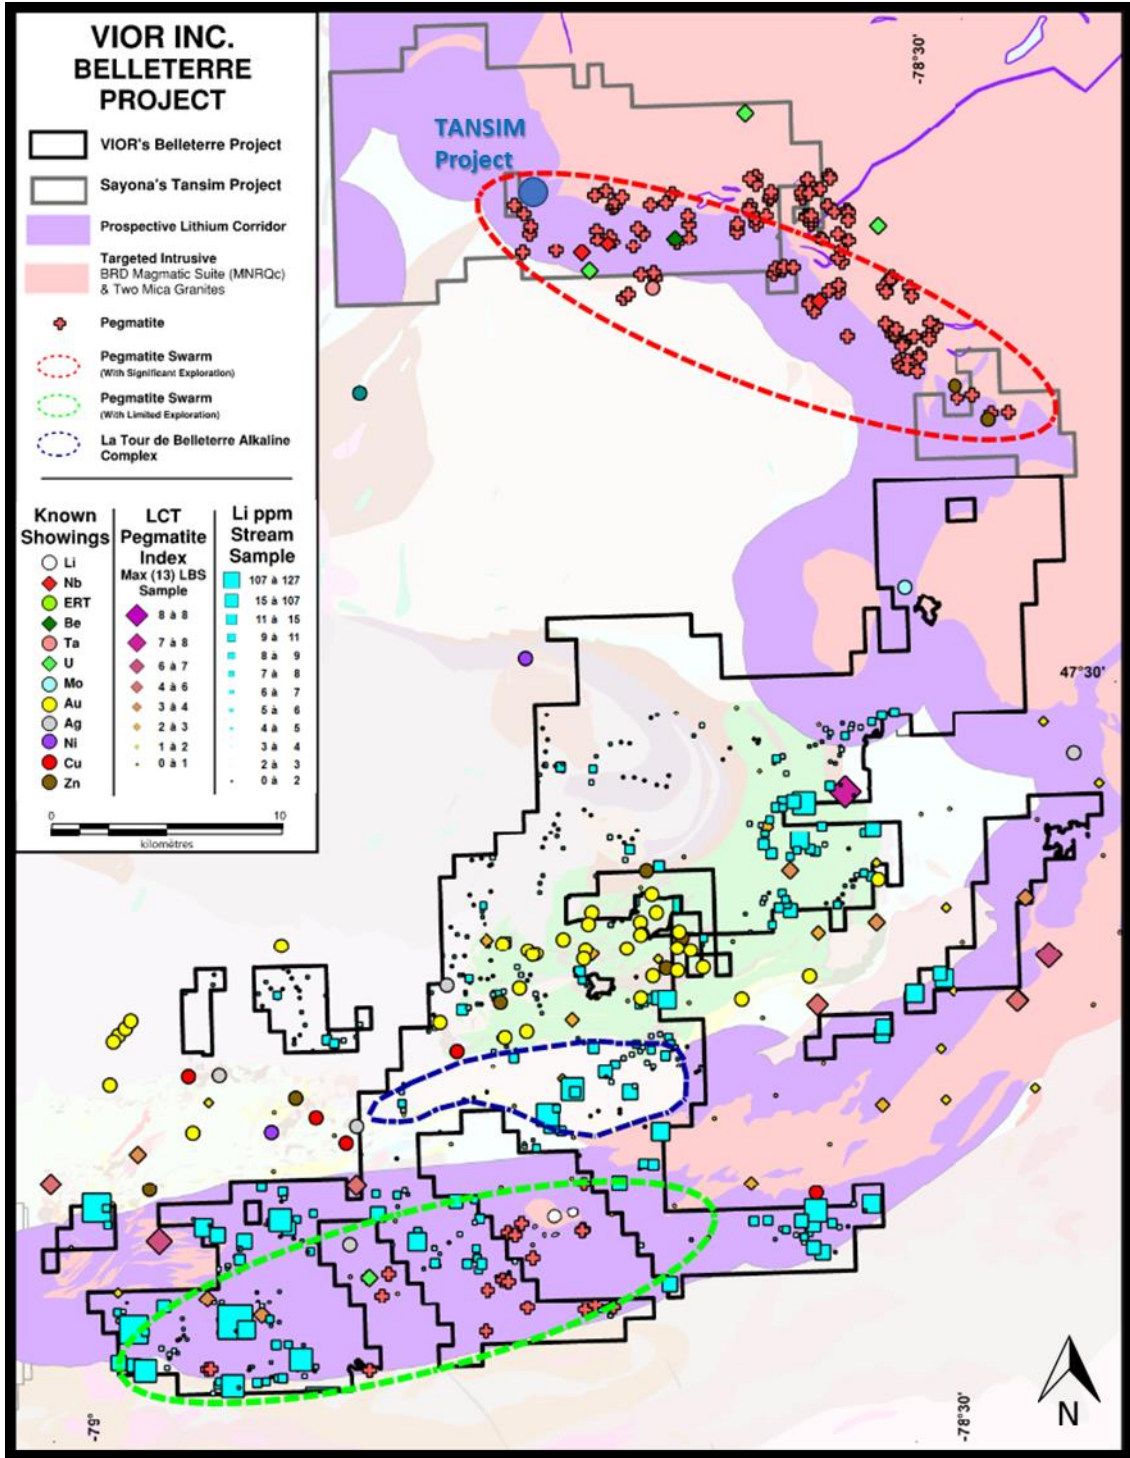 VIOR INC.
BELLETERRE
PROJECT
VIOR's Belleterre Project
Sayona's Tansim Project
Prospective Lithium Corridor
Targeted Intrusive
BRD Magmatic Suite (MNRQc)
& Two Mica Granites
Pegmatite
Pegmatite Swarm
(With Significant Exploration)
Pegmatite Swarm
(With Limited Exploration)
La Tour de Belleterre Alkaline
Complex
Known
Showings
Li
Nb
ERT
Be
Ta
U
Mo
Au
Ag
Ni
Cu
Zn
LCT
Pegmatite
Index
Max (13) LBS
Sample
8 à 8
7 à 8
6 à 7
4 à 6
3 à 4
2 à 3
1 à 2
0 à 1
Li ppm
Stream
Sample
107 à 127
15 à 107
11 à 15
9 à 11
8 à 9
7 à 8
6 à 7
5 à 6
4 à 5
3 à 4
2 à 3
0 à 2
0 10
kilomètres
TANSIM
Project
-78°30'
47°30'
-79°
-78°30'
N